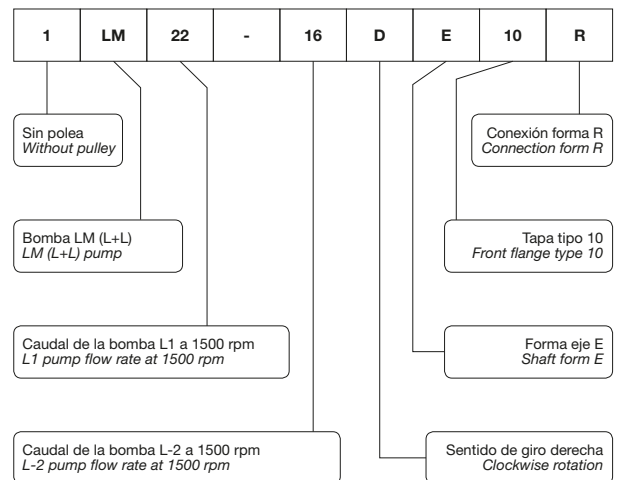 1 LM 22 - 16 D E 10 R
Sin polea
Without pulley
Conexión forma R
Connection form R
Bomba LM (L+L)
LM (L+L) pump
Tapa tipo 10
Front flange type 10
Caudal de la bomba L1 a 1500 rpm
L1 pump flow rate at 1500 rpm
Forma eje E
Shaft form E
Caudal de la bomba L-2 a 1500 rpm
L-2 pump flow rate at 1500 rpm
Sentido de giro derecha
Clockwise rotation